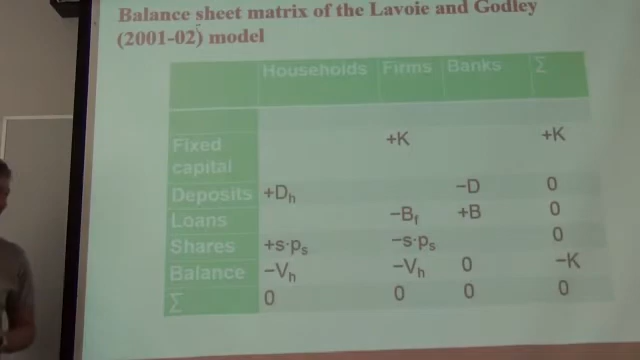 Balance sheet matrix of the Lavoie and Godley
(2001-02) model
Households Firms Banks Σ
Fixed capital +K +K
Deposits +Dh −D 0
Loans −Bf +B 0
Shares +s·ps −s·ps 0
Balance −Vh −Vh 0 −K
Σ 0 0 0 0